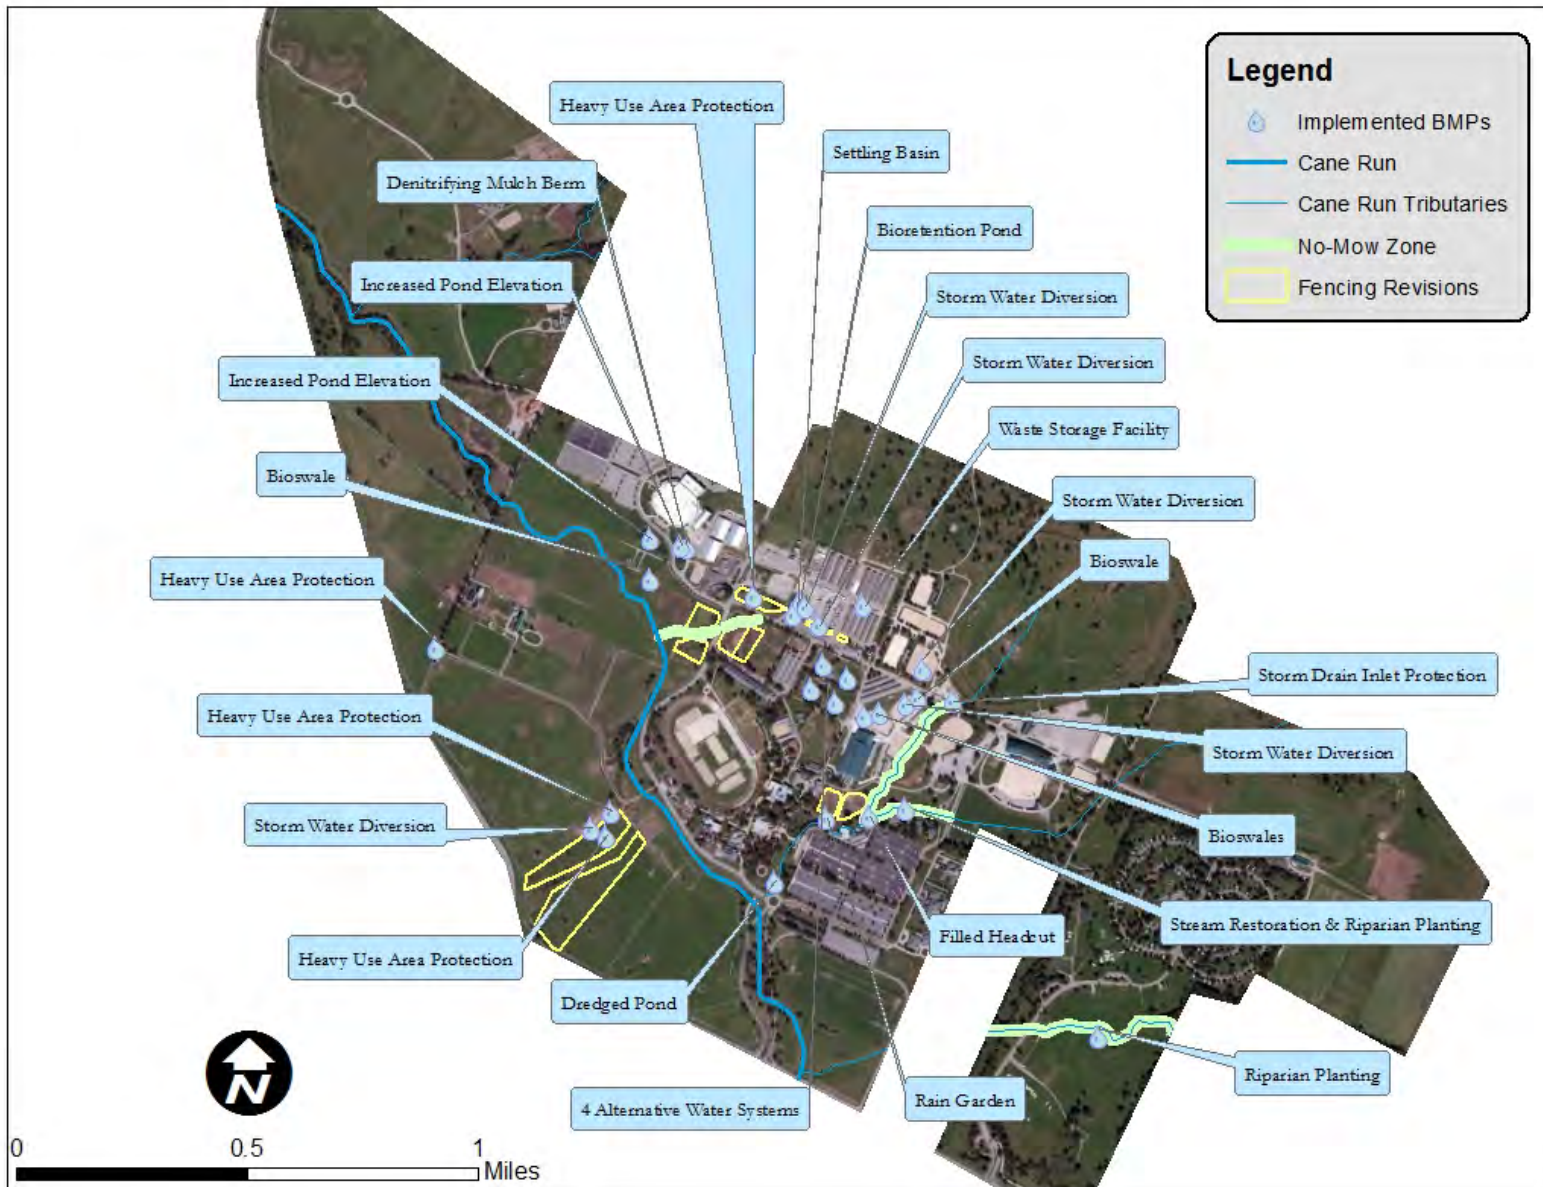 Legend
Implemented BMPs
Cane Run
Cane Run Tributaries
No-Mow Zone
Fencing Revisions
Heavy Use Area Protection
Settling Basin
Denitrifying Mulch Berm
Bioretention Pond
Increased Pond Elevation
Storm Water Diversion
Storm Water Diversion
Increased Pond Elevation
Waste Storage Facility
Bioswale
Storm Water Diversion
Bioswale
Heavy Use Area Protection
Storm Drain Inlet Protection
Heavy Use Area Protection
Storm Water Diversion
Storm Water Diversion
Bioswales
Stream Restoration & Riparian Planting
Filled Headcut
Heavy Use Area Protection
Dredged Pond
Riparian Planting
4 Alternative Water Systems
Rain Garden
N
0 0.5 1
Miles